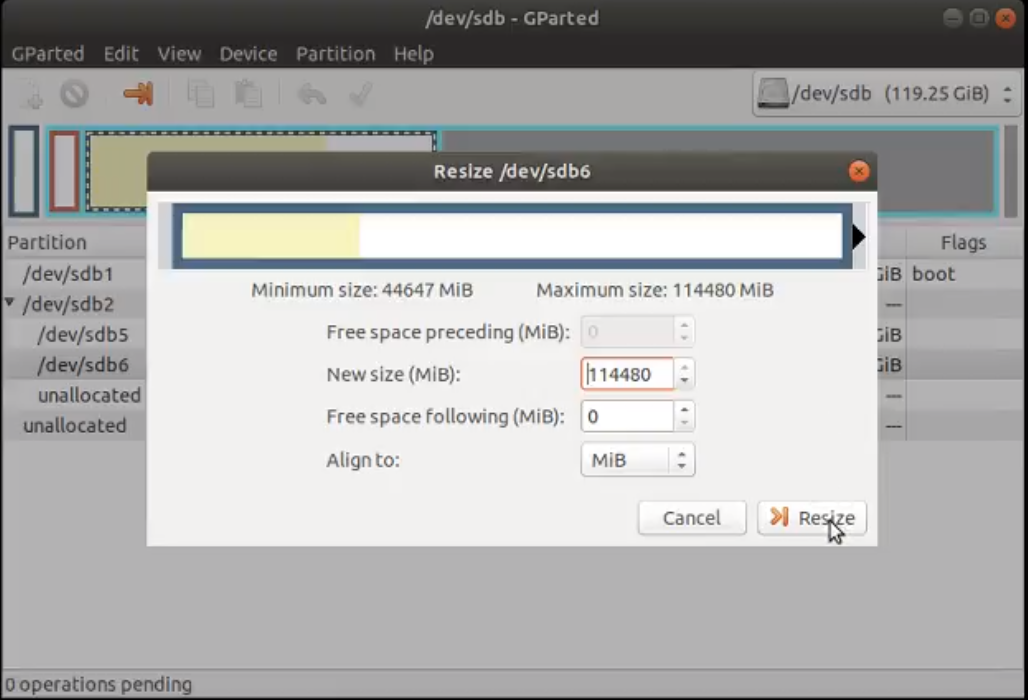 /dev/sdb - GParted
GParted Edit View Device Partition Help
/dev/sdb (119.25 GiB)
Resize /dev/sdb6
Minimum size: 44647 MiB Maximum size: 114480 MiB
Free space preceding (MiB): 0
New size (MiB): 114480
Free space following (MiB): 0
Align to: MiB
Cancel Resize
Partition Flags
/dev/sdb1 GiB boot
/dev/sdb2 ---
/dev/sdb5 GiB
/dev/sdb6 GiB
unallocated ---
unallocated ---
0 operations pending